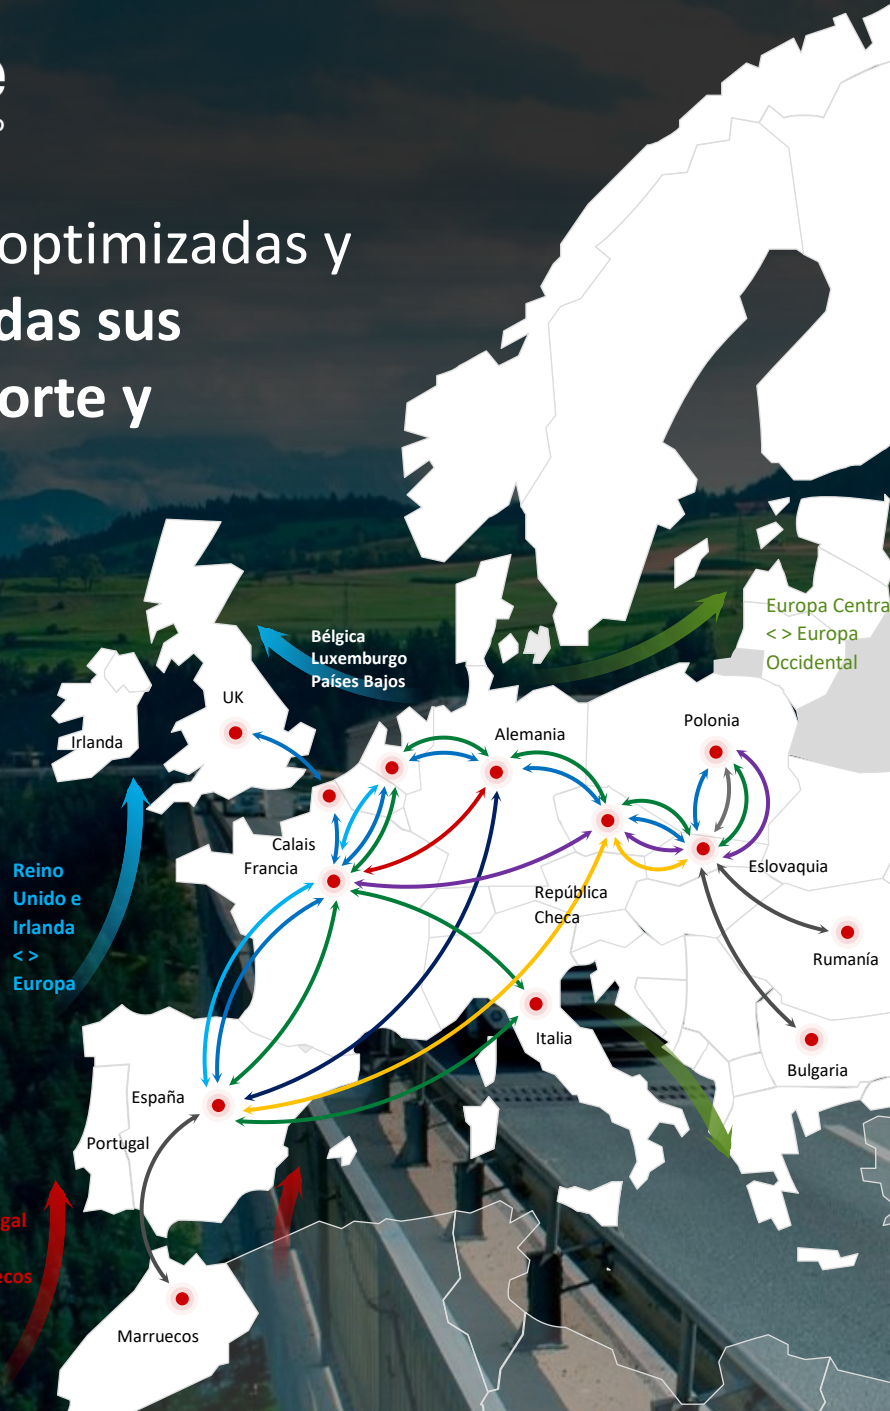 e
o
optimizadas y
das sus
orte y
Europa Centra
< > Europa
Occidental
Bélgica
Luxemburgo
Países Bajos
UK
Irlanda
Alemania
Polonia
Calais
Francia
Eslovaquia
Reino
Unido e
Irlanda
< >
Europa
República
Checa
Rumanía
Italia
Bulgaria
España
Portugal
gal
ecos
Marruecos